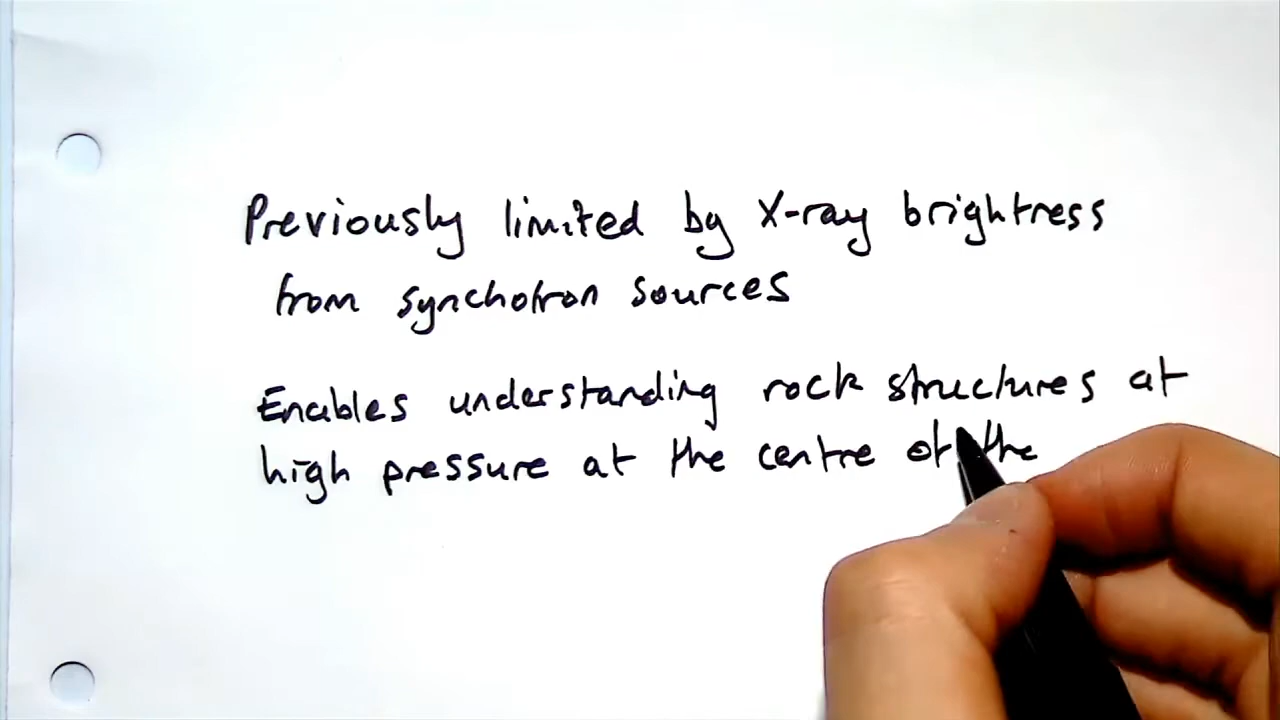 Previously limited by X-ray brightness
from synchotron sources
Enables understanding rock structures at
high pressure at the centre of the